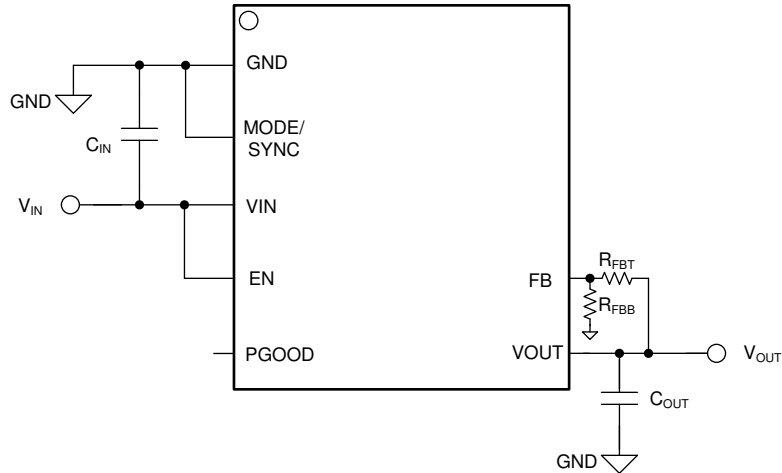 GND
GND
MODE/
SYNC
C_IN
V_IN
VIN
EN
FB
R_FBT
R_FBB
PGOOD
VOUT
V_OUT
C_OUT
GND